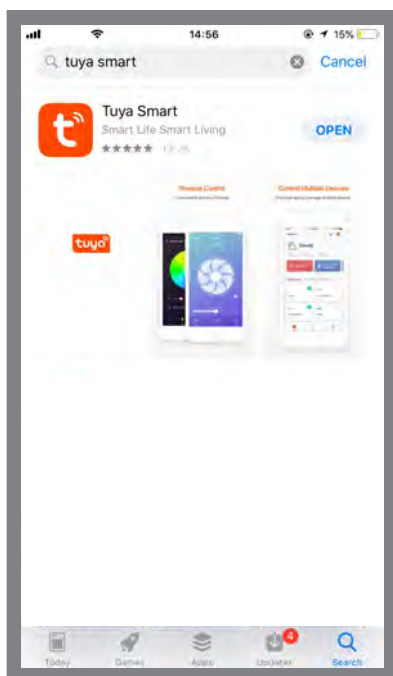 14:56
15%
tuya smart
Cancel
Tuya Smart
Smart Life Smart Living
OPEN
tuya
Remote Control
Control Multiple Devices
4
Today
Games
Apps
Updates
Search